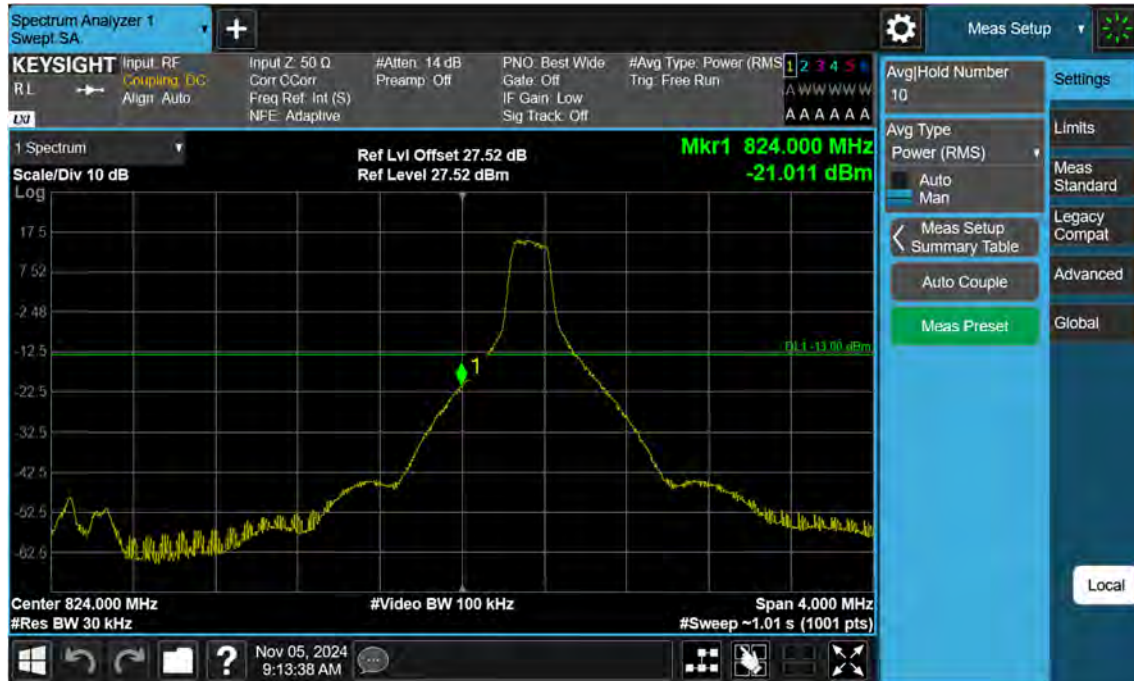 Spectrum Analyzer 1
Swept SA
+
Meas Setup
KEYSIGHT
RL
LXI
Input: RF
Coupling: DC
Align: Auto
Input Z: 50 Ω
Corr CCorr
Freq Ref: Int (S)
NFE: Adaptive
#Atten: 14 dB
Preamp: Off
PNO: Best Wide
Gate: Off
IF Gain: Low
Sig Track: Off
#Avg Type: Power (RMS
Trig: Free Run
1 2 3 4 5 6
A W W W W W
A A A A A A
1 Spectrum
Scale/Div 10 dB
Log
Ref Lvl Offset 27.52 dB
Ref Level 27.52 dBm
Mkr1 824.000 MHz
-21.011 dBm
17.5
7.52
-2.48
-12.5
-22.5
-32.5
-42.5
-52.5
-62.5
DL1 -13.00 dBm
1
Center 824.000 MHz
#Res BW 30 kHz
#Video BW 100 kHz
Span 4.000 MHz
#Sweep ~1.01 s (1001 pts)
?
Nov 05, 2024
9:13:38 AM
Avg|Hold Number
10
Avg Type
Power (RMS)
Auto
Man
Meas Setup
Summary Table
Auto Couple
Meas Preset
Settings
Limits
Meas
Standard
Legacy
Compat
Advanced
Global
Local